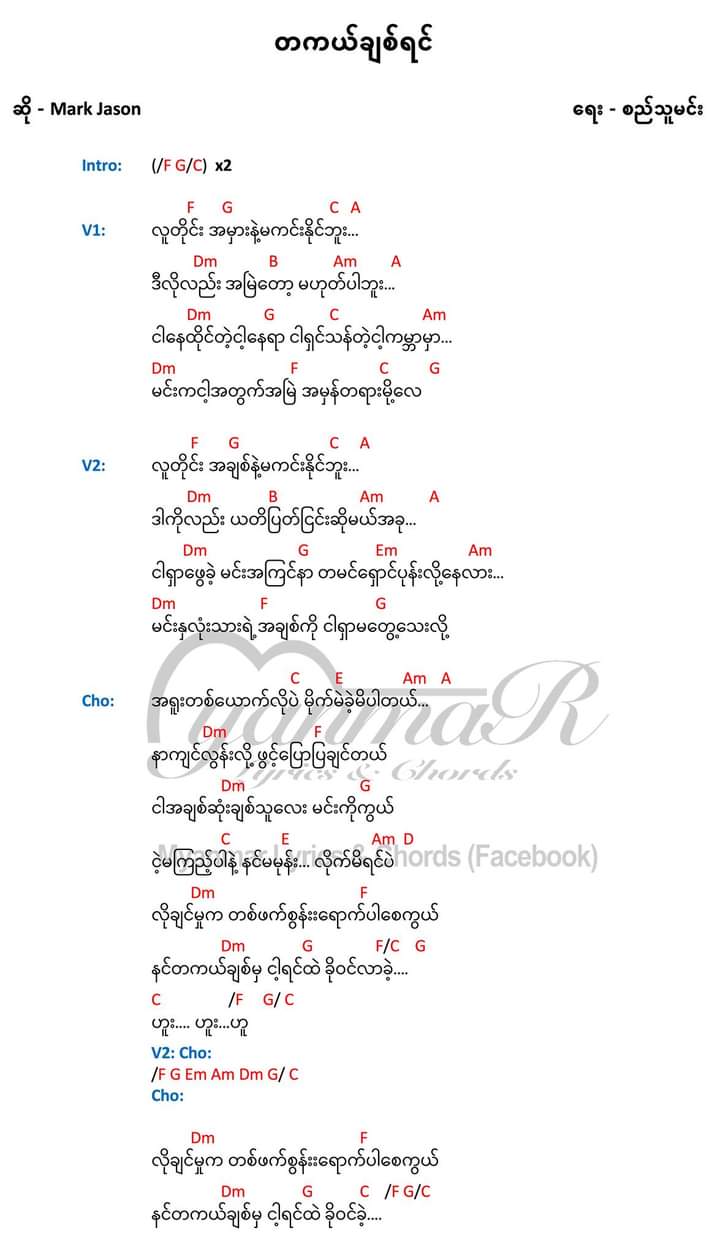 တကယ်ချစ်ရင်
ဆို - Mark Jason ရေး - စည်သူမင်း
Intro: (/F G/C) x2
F G C A
V1: လူတိုင်း အမှားနဲ့မကင်းနိုင်ဘူး...
Dm B Am A
ဒီလိုလည်း အမြဲတော့ မဟုတ်ပါဘူး...
Dm G C Am
ငါနေထိုင်တဲ့ငါ့နေရာ ငါရှင်သန်တဲ့ငါ့ကမ္ဘာမှာ...
Dm F C G
မင်းကငါ့အတွက်အမြဲ အမှန်တရားမို့လေ
F G C A
V2: လူတိုင်း အချစ်နဲ့မကင်းနိုင်ဘူး...
Dm B Am A
ဒါကိုလည်း ယတိပြတ်ငြင်းဆိုမယ်အခု...
Dm G Em Am
ငါရှာဖွေခဲ့ မင်းအကြင်နာ တမင်ရှောင်ပုန်းလို့နေလား...
Dm F G
မင်းနှလုံးသားရဲ့အချစ်ကို ငါရှာမတွေ့သေးလို့
C E Am A
Cho: အရူးတစ်ယောက်လိုပဲ မိုက်မဲခဲ့မိပါတယ်...
Dm F
နာကျင်လွန်းလို့ ဖွင့်ပြောပြချင်တယ်
Dm G
ငါအချစ်ဆုံးချစ်သူလေး မင်းကိုကွယ်
C E Am D
ငဲ့မကြည့်ပါနဲ့ နင်မမုန်း... လိုက်မိရင်ပဲ
Dm F
လိုချင်မှုက တစ်ဖက်စွန်းးရောက်ပါစေကွယ်
Dm G F/C G
နင်တကယ်ချစ်မှ ငါ့ရင်ထဲ ခိုဝင်လာခဲ့....
C /F G/ C
ဟူး.... ဟူး...ဟူ
V2: Cho:
/F G Em Am Dm G/ C
Cho:
Dm F
လိုချင်မှုက တစ်ဖက်စွန်းးရောက်ပါစေကွယ်
Dm G C /F G/C
နင်တကယ်ချစ်မှ ငါ့ရင်ထဲ ခိုဝင်ခဲ့....
myanmaR
Lyrics & Chords
Myanmar Lyrics & Chords (Facebook)